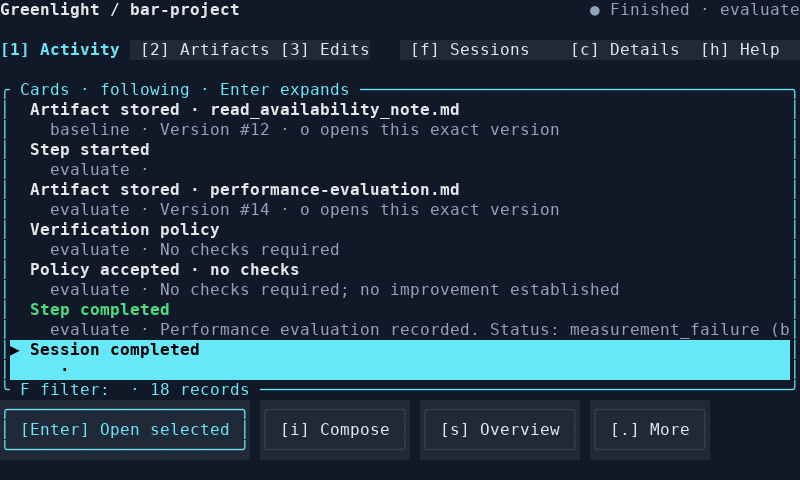 Greenlight / bar-project ● Finished · evaluate
[1] Activity [2] Artifacts [3] Edits [f] Sessions [c] Details [h] Help
Cards · following · Enter expands
Artifact stored · read_availability_note.md
baseline · Version #12 · o opens this exact version
Step started
evaluate ·
Artifact stored · performance-evaluation.md
evaluate · Version #14 · o opens this exact version
Verification policy
evaluate · No checks required
Policy accepted · no checks
evaluate · No checks required; no improvement established
Step completed
evaluate · Performance evaluation recorded. Status: measurement_failure (b
▶ Session completed
·
F filter: · 18 records
[Enter] Open selected [i] Compose [s] Overview [.] More